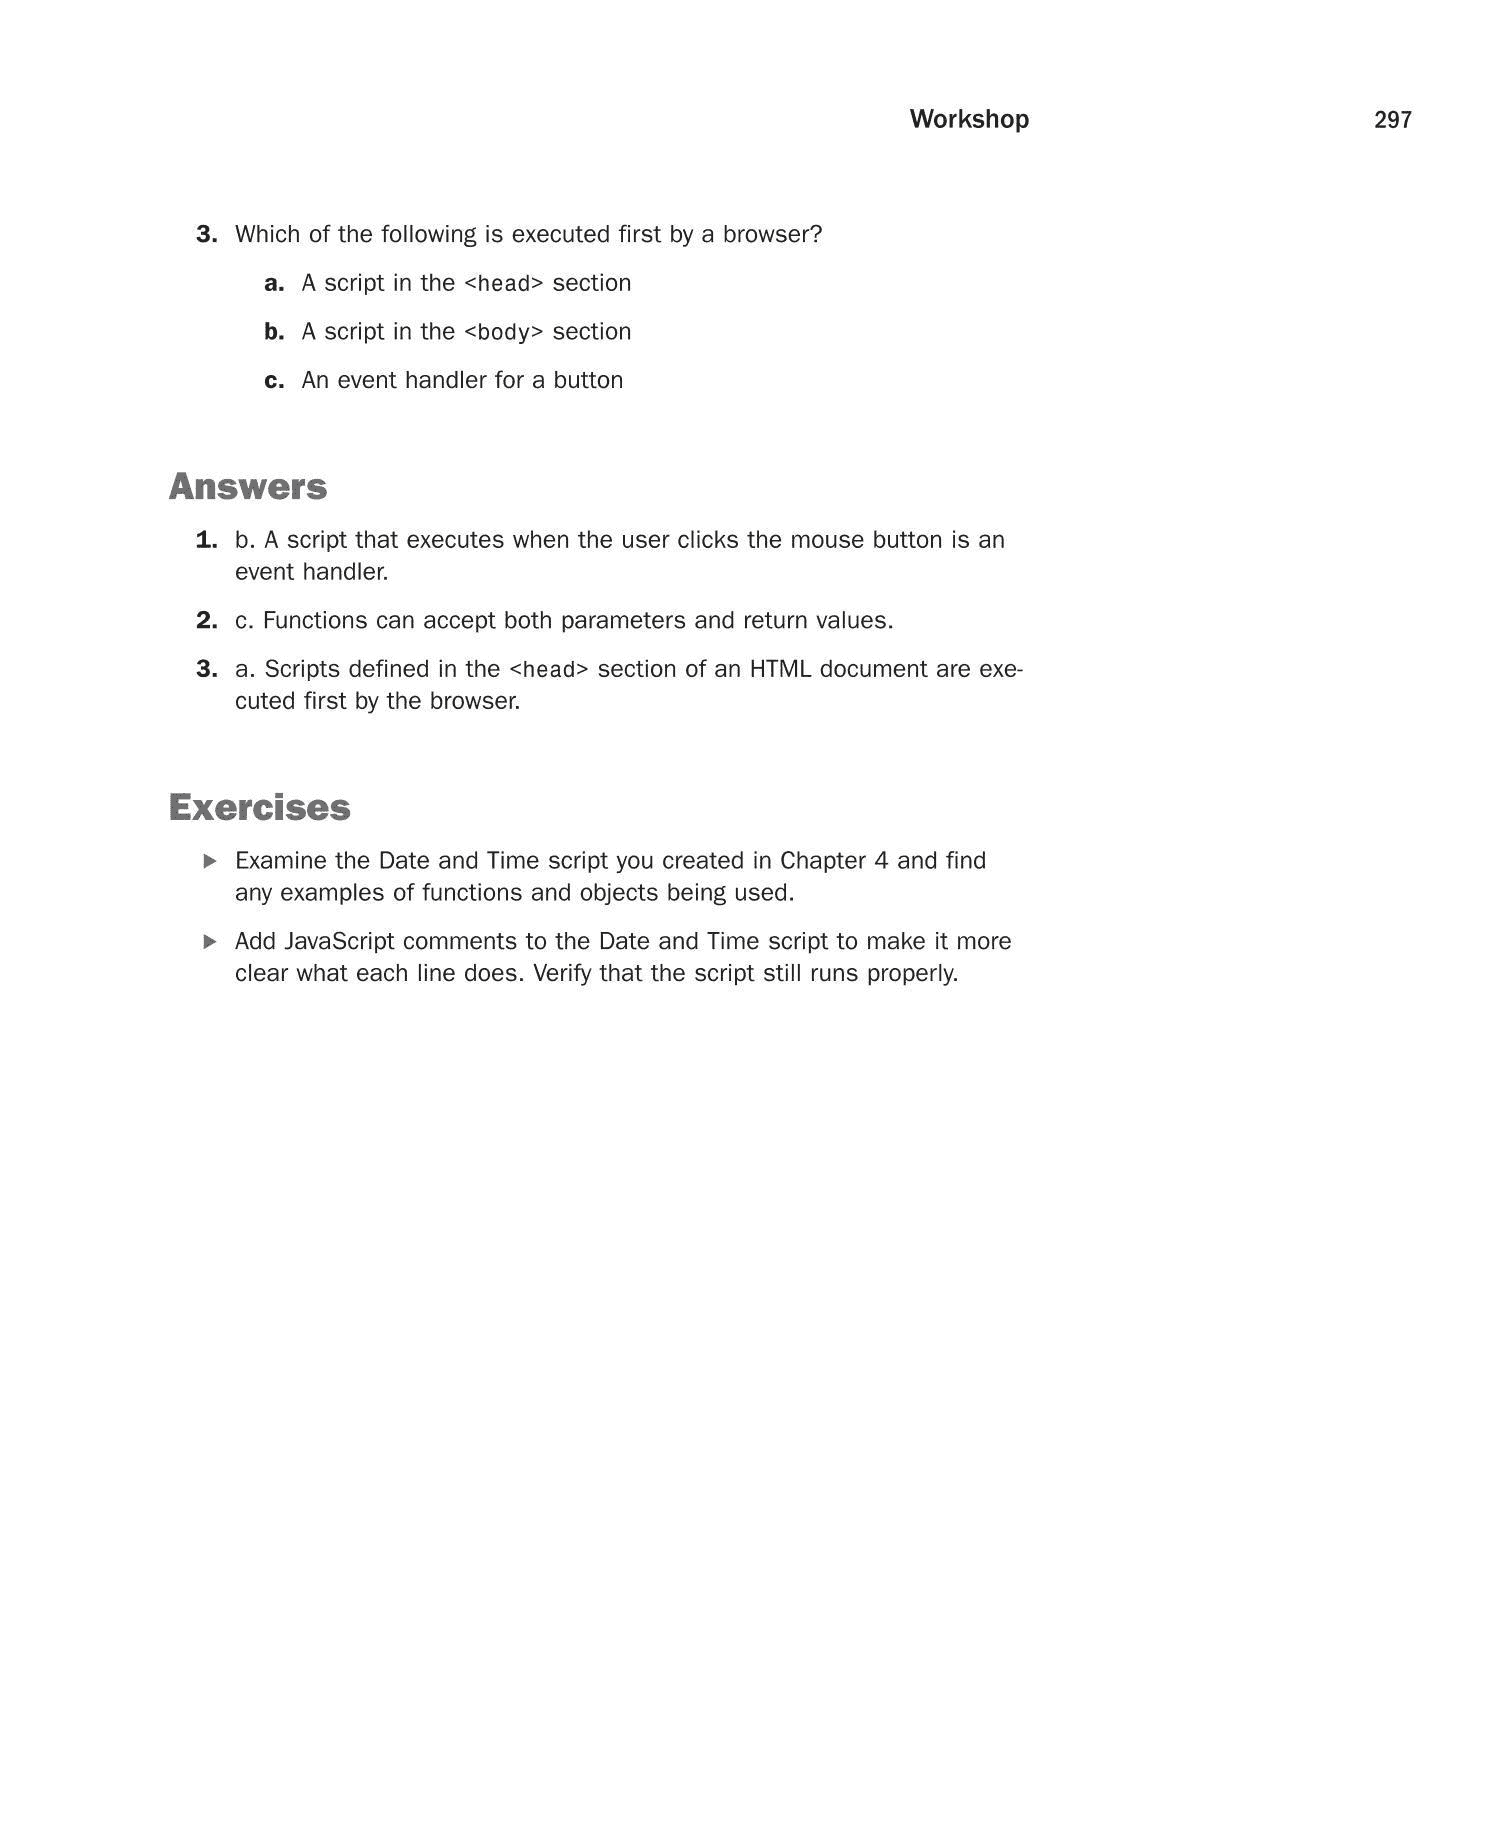 Workshop 297
3. Which of the following is executed first by a browser?
a. A script in the <head> section
b. A script in the <body> section
c. An event handler for a button
Answers
1. b. A script that executes when the user clicks the mouse button is an
event handler.
2. c. Functions can accept both parameters and return values.
3. a. Scripts defined in the <head> section of an HTML document are exe-
cuted first by the browser.
Exercises
▶ Examine the Date and Time script you created in Chapter 4 and find
any examples of functions and objects being used.
▶ Add JavaScript comments to the Date and Time script to make it more
clear what each line does. Verify that the script still runs properly.